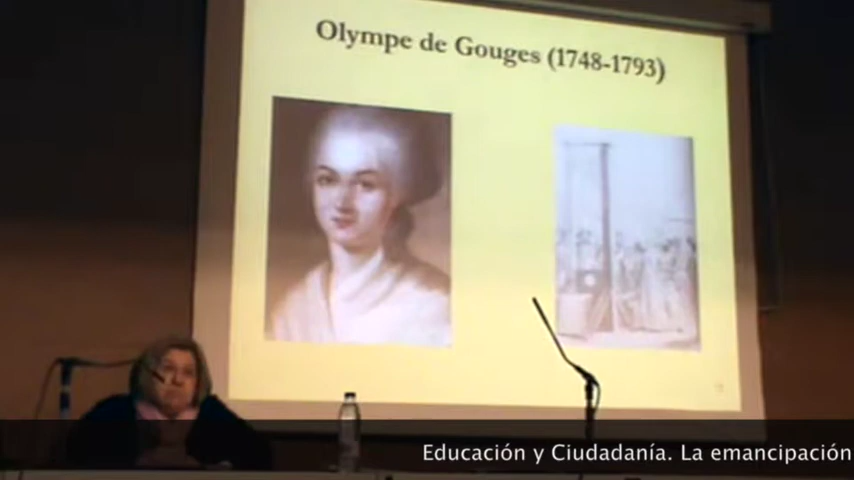 Olympe de Gouges (1748-1793)
Educación y Ciudadanía. La emancipación